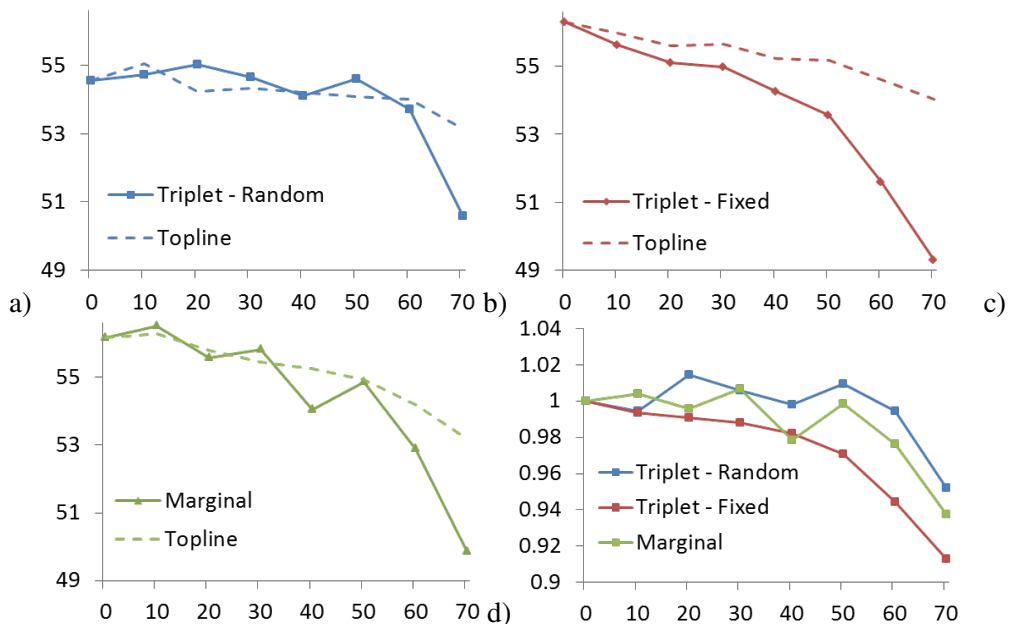 55
53
51
49
0 10 20 30 40 50 60 70
Triplet - Random
Topline
a)
55
53
51
49
0 10 20 30 40 50 60 70
Triplet - Fixed
Topline
b)
c)
55
53
51
49
0 10 20 30 40 50 60 70
Marginal
Topline
1.04
1.02
1
0.98
0.96
0.94
0.92
0.9
0 10 20 30 40 50 60 70
Triplet - Random
Triplet - Fixed
Marginal
d)